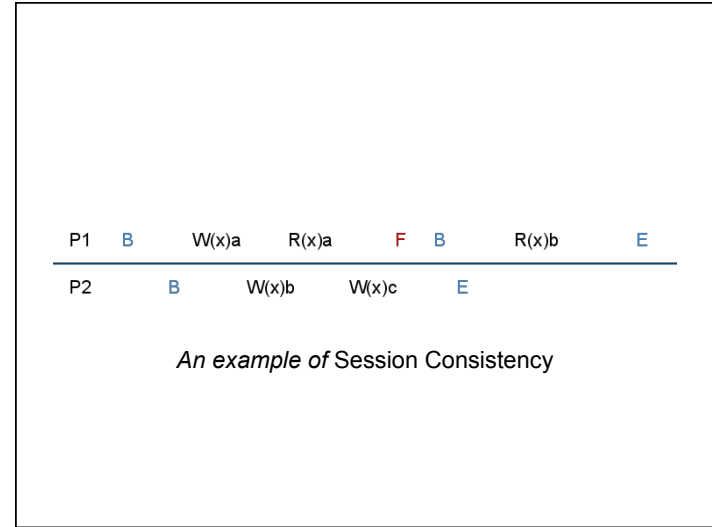 P1 B W(x)a R(x)a F B R(x)b E
P2 B W(x)b W(x)c E
An example of Session Consistency